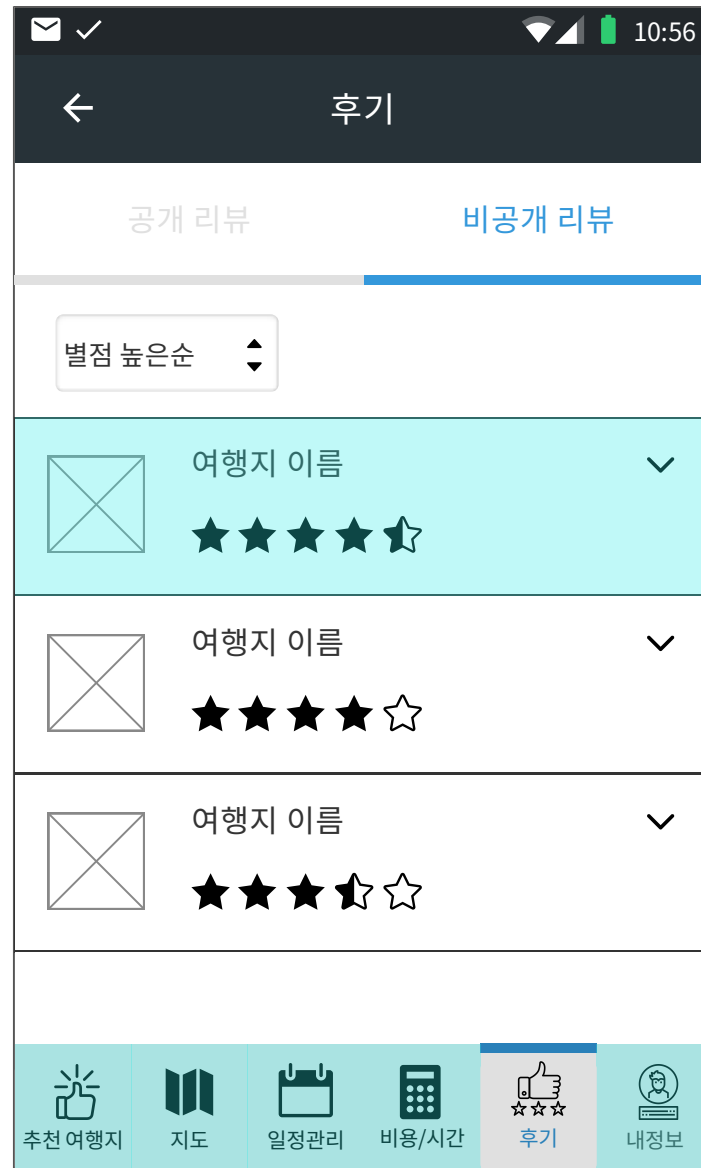 10:56
후기
공개 리뷰 비공개 리뷰
별점 높은순
여행지 이름
여행지 이름
여행지 이름
추천 여행지 지도 일정관리 비용/시간 후기 내정보